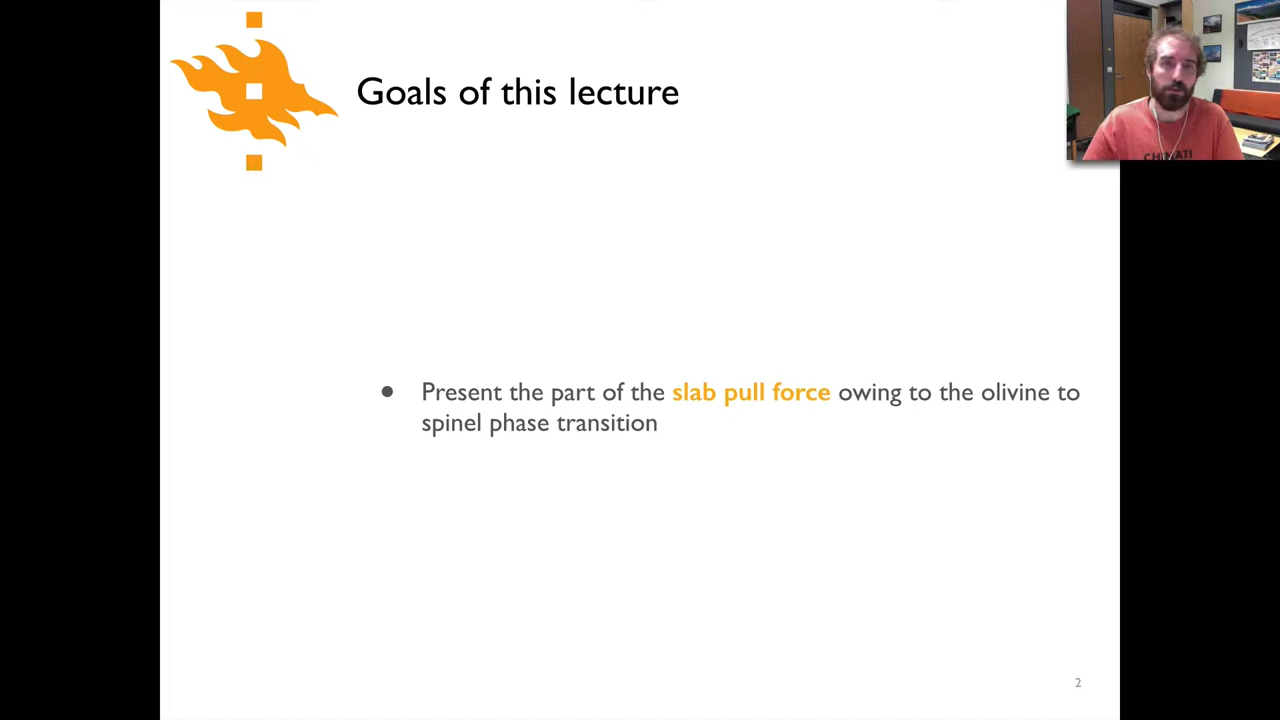 Goals of this lecture
● Present the part of the slab pull force owing to the olivine to
spinel phase transition
2